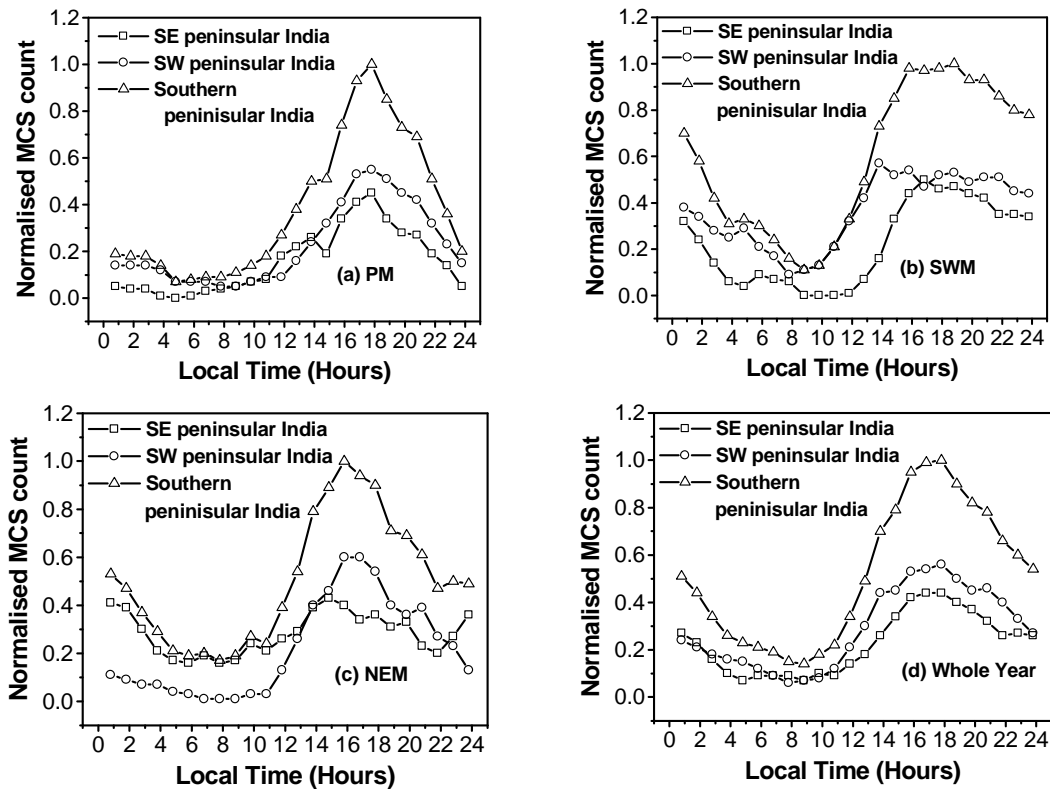 1.2
1.0
0.8
0.6
0.4
0.2
0.0
Normalised MCS count
SE peninsular India
SW peninsular India
Southern
peninisular India
(a) PM
0 2 4 6 8 10 12 14 16 18 20 22 24
Local Time (Hours)
1.2
1.0
0.8
0.6
0.4
0.2
0.0
Normalised MCS count
SE peninsular India
SW peninsular India
Southern
peninisular India
(b) SWM
0 2 4 6 8 10 12 14 16 18 20 22 24
Local Time (Hours)
1.2
1.0
0.8
0.6
0.4
0.2
0.0
Normalised MCS count
SE peninsular India
SW peninsular India
Southern
peninisular India
(c) NEM
0 2 4 6 8 10 12 14 16 18 20 22 24
Local Time (Hours)
1.2
1.0
0.8
0.6
0.4
0.2
0.0
Normalised MCS count
SE peninsular India
SW peninsular India
Southern
peninisular India
(d) Whole Year
0 2 4 6 8 10 12 14 16 18 20 22 24
Local Time (Hours)